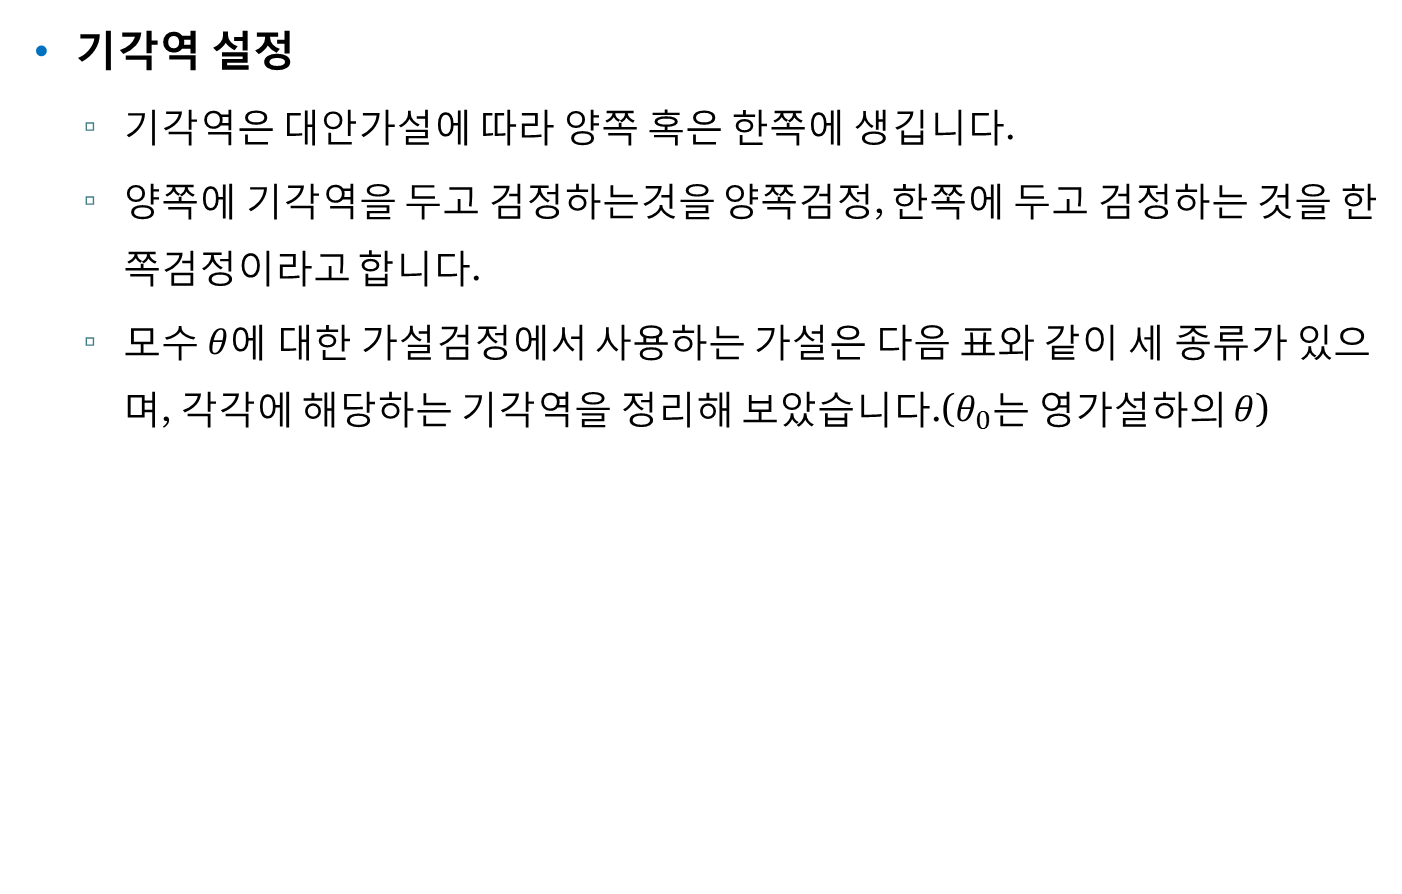 • 기각역 설정
▫ 기각역은 대안가설에 따라 양쪽 혹은 한쪽에 생깁니다.
▫ 양쪽에 기각역을 두고 검정하는것을 양쪽검정, 한쪽에 두고 검정하는 것을 한
쪽검정이라고 합니다.
▫ 모수 θ에 대한 가설검정에서 사용하는 가설은 다음 표와 같이 세 종류가 있으
며, 각각에 해당하는 기각역을 정리해 보았습니다.(θ₀는 영가설하의 θ)